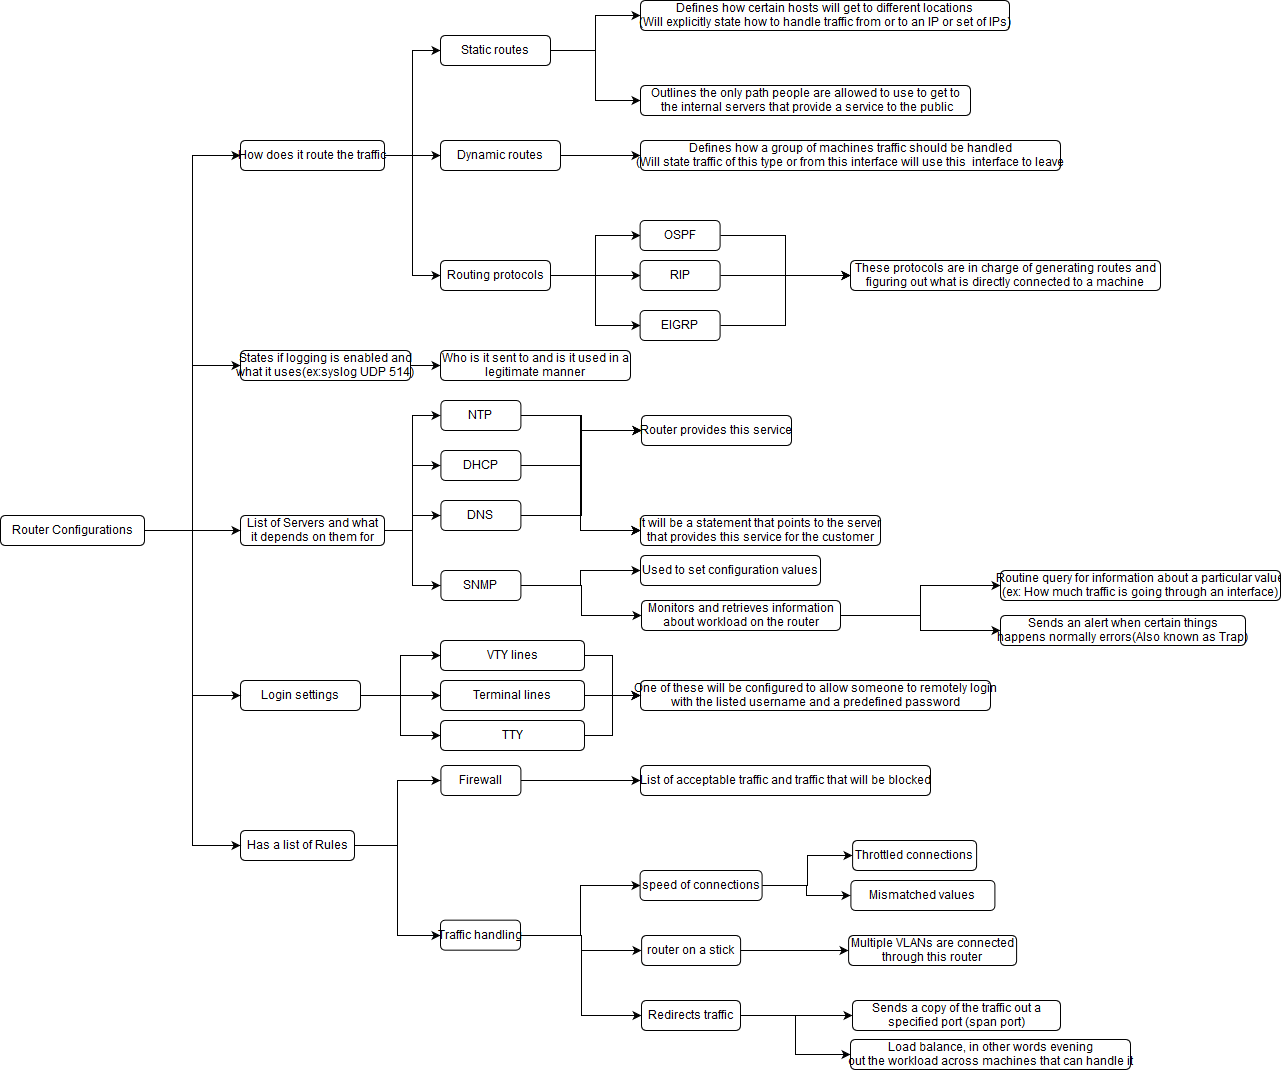 Defines how certain hosts will get to different locations
(Will explicitly state how to handle traffic from or to an IP or set of IPs)
Static routes
Outlines the only path people are allowed to use to get to
the internal servers that provide a service to the public
How does it route the traffic
Dynamic routes
Defines how a group of machines traffic should be handled
(Will state traffic of this type or from this interface will use this  interface to leave
OSPF
Routing protocols
RIP
These protocols are in charge of generating routes and
figuring out what is directly connected to a machine
EIGRP
States if logging is enabled and
what it uses(ex:syslog UDP 514)
Who is it sent to and is it used in a
legitimate manner
NTP
Router provides this service
DHCP
DNS
Router Configurations
List of Servers and what
it depends on them for
It will be a statement that points to the server
that provides this service for the customer
SNMP
Used to set configuration values
Routine query for information about a particular value
(ex: How much traffic is going through an interface)
Monitors and retrieves information
about workload on the router
Sends an alert when certain things
happens normally errors(Also known as Trap)
VTY lines
Login settings
Terminal lines
One of these will be configured to allow someone to remotely login
with the listed username and a predefined password
TTY
Firewall
List of acceptable traffic and traffic that will be blocked
Has a list of Rules
Throttled connections
speed of connections
Mismatched values
Traffic handling
router on a stick
Multiple VLANs are connected
through this router
Redirects traffic
Sends a copy of the traffic out a
specified port (span port)
Load balance, in other words evening
out the workload across machines that can handle it